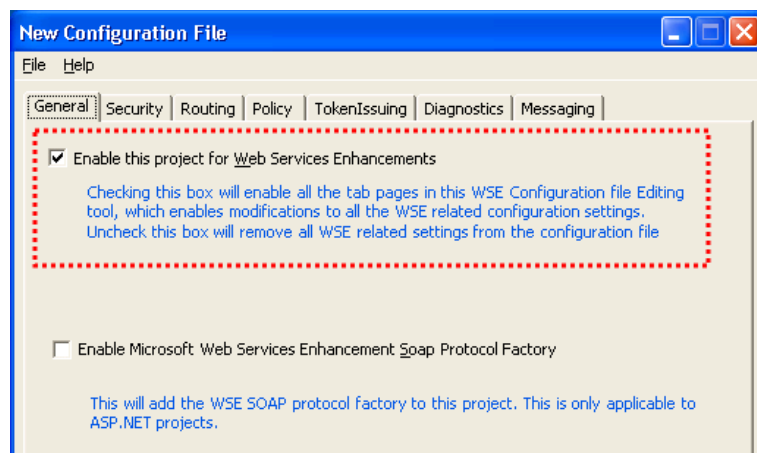 New Configuration File
File Help
General Security Routing Policy TokenIssuing Diagnostics Messaging
Enable this project for Web Services Enhancements
Checking this box will enable all the tab pages in this WSE Configuration file Editing
tool, which enables modifications to all the WSE related configuration settings.
Uncheck this box will remove all WSE related settings from the configuration file
Enable Microsoft Web Services Enhancement Soap Protocol Factory
This will add the WSE SOAP protocol factory to this project. This is only applicable to
ASP.NET projects.